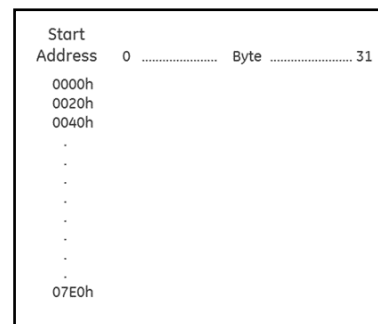 Start
Address 0 ...................... Byte ........................ 31
0000h
0020h
0040h
.
.
.
.
.
.
.
.
07E0h